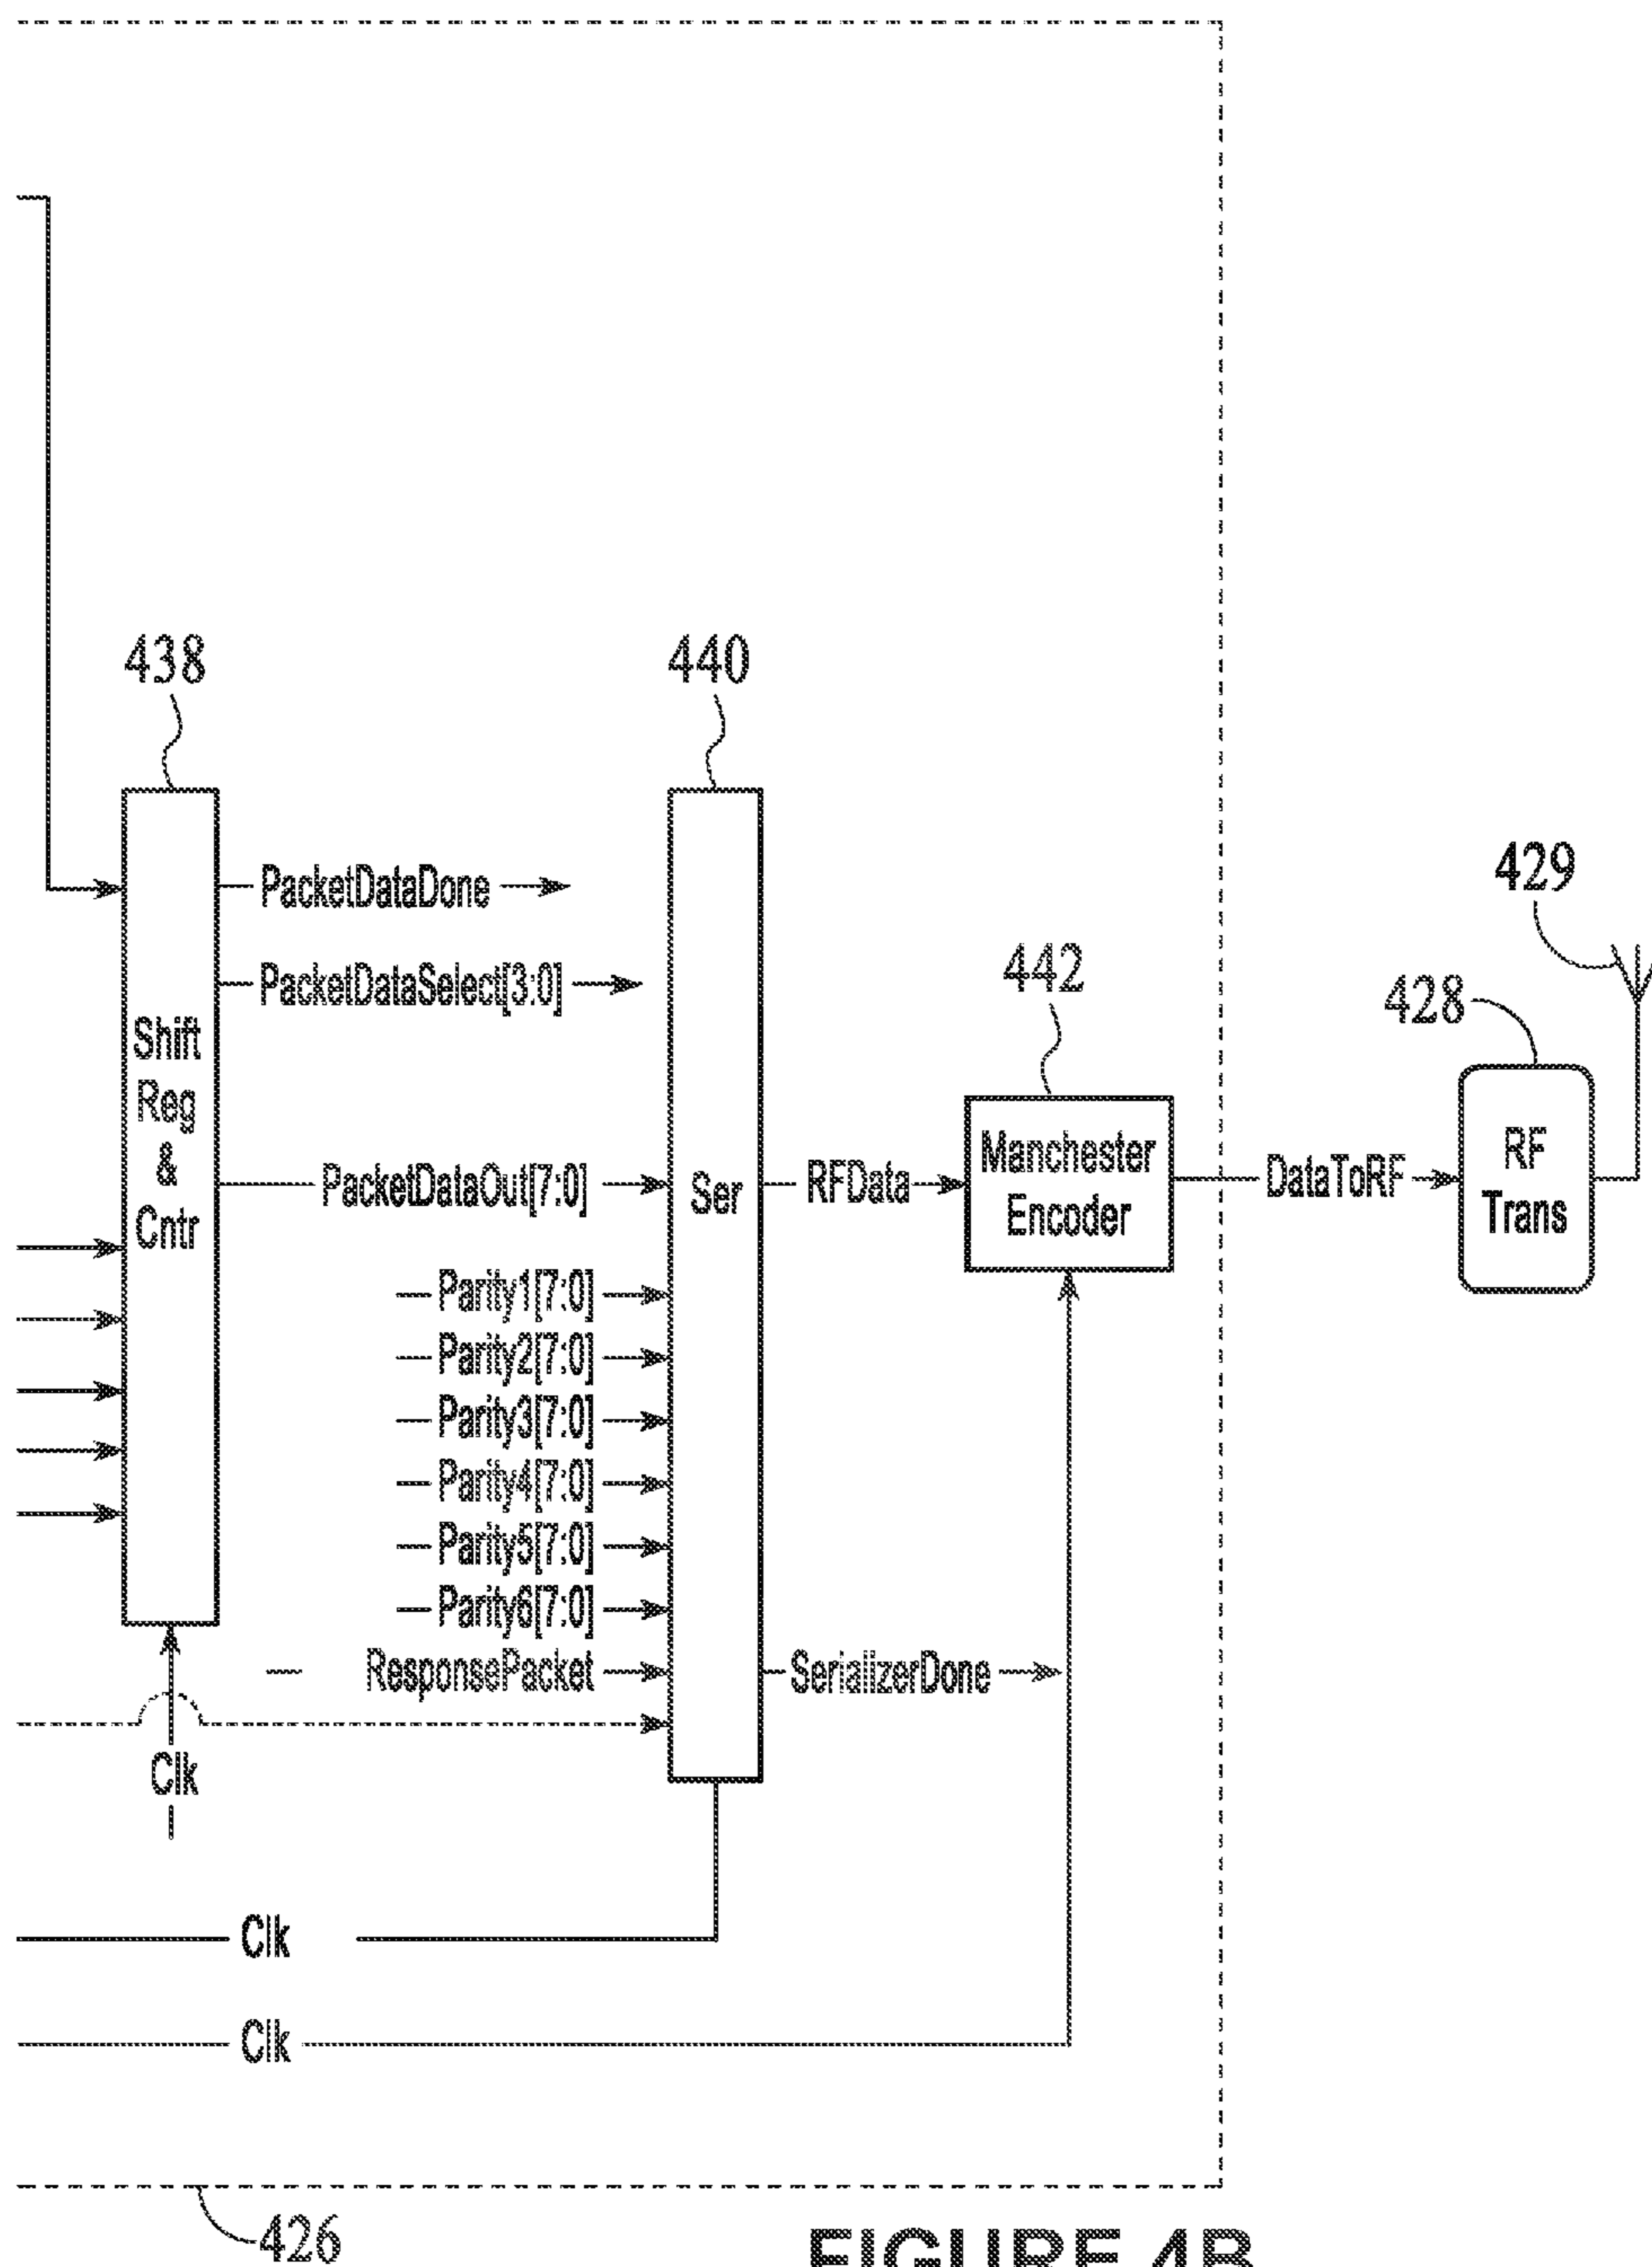 438
440
PacketDataDone
429
PacketDataSelect[3:0]
442
428
Shift
Reg
&
Cntr
PacketDataOut[7:0]
Ser
RFData
Manchester
Encoder
DataToRF
RF
Trans
Parity1[7:0]
Parity2[7:0]
Parity3[7:0]
Parity4[7:0]
Parity5[7:0]
Parity6[7:0]
ResponsePacket
SerializerDone
Clk
Clk
Clk
426
FIGURE 4B